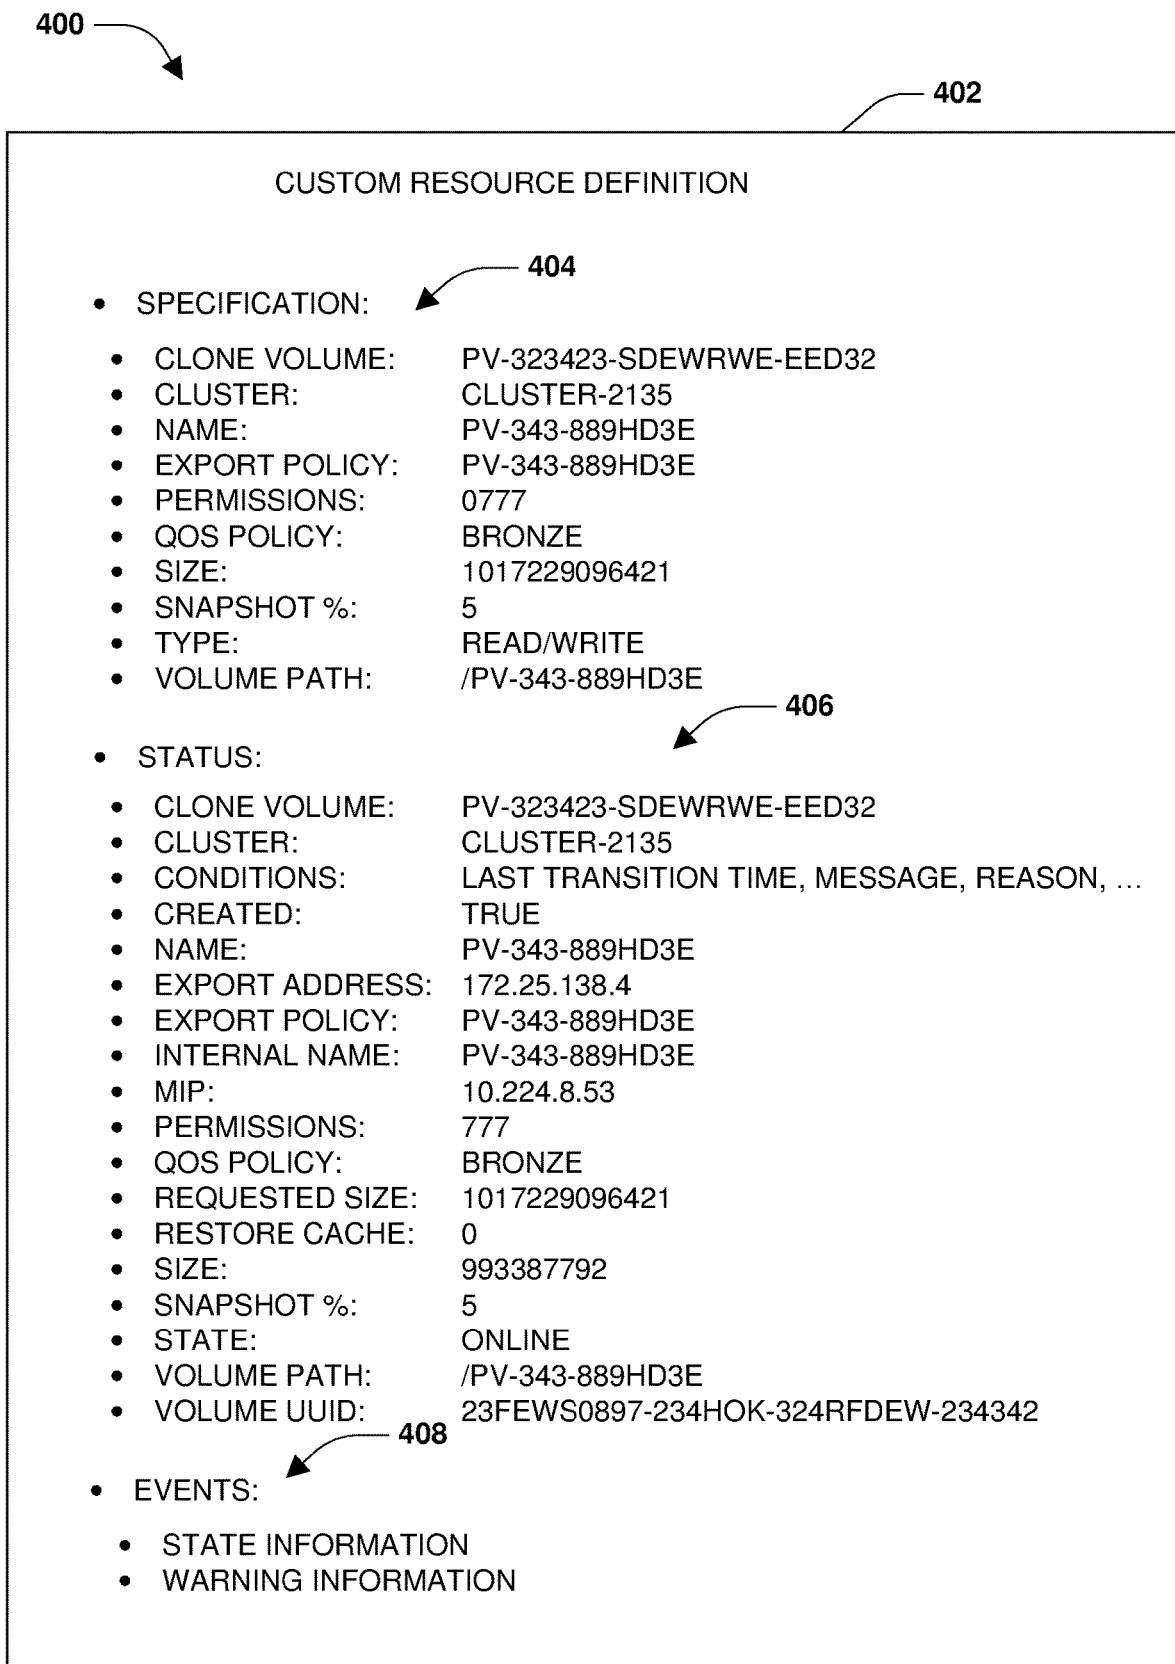 400
402
CUSTOM RESOURCE DEFINITION
404
• SPECIFICATION:
• CLONE VOLUME: PV-323423-SDEWRWE-EED32
• CLUSTER: CLUSTER-2135
• NAME: PV-343-889HD3E
• EXPORT POLICY: PV-343-889HD3E
• PERMISSIONS: 0777
• QOS POLICY: BRONZE
• SIZE: 1017229096421
• SNAPSHOT %: 5
• TYPE: READ/WRITE
• VOLUME PATH: /PV-343-889HD3E
406
• STATUS:
• CLONE VOLUME: PV-323423-SDEWRWE-EED32
• CLUSTER: CLUSTER-2135
• CONDITIONS: LAST TRANSITION TIME, MESSAGE, REASON, …
• CREATED: TRUE
• NAME: PV-343-889HD3E
• EXPORT ADDRESS: 172.25.138.4
• EXPORT POLICY: PV-343-889HD3E
• INTERNAL NAME: PV-343-889HD3E
• MIP: 10.224.8.53
• PERMISSIONS: 777
• QOS POLICY: BRONZE
• REQUESTED SIZE: 1017229096421
• RESTORE CACHE: 0
• SIZE: 993387792
• SNAPSHOT %: 5
• STATE: ONLINE
• VOLUME PATH: /PV-343-889HD3E
• VOLUME UUID: 23FEWS0897-234HOK-324RFDEW-234342
408
• EVENTS:
• STATE INFORMATION
• WARNING INFORMATION